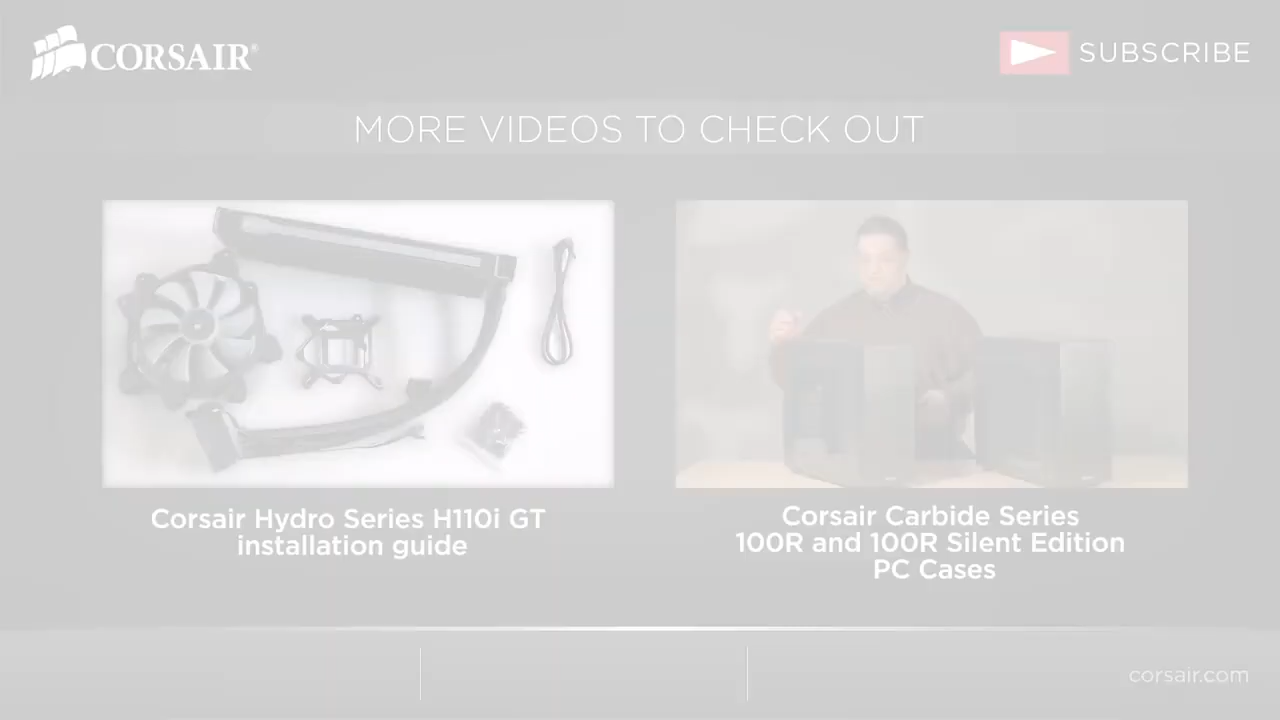 CORSAIR®
SUBSCRIBE
MORE VIDEOS TO CHECK OUT
Corsair Hydro Series H110i GT
installation guide
Corsair Carbide Series
100R and 100R Silent Edition
PC Cases
corsair.com